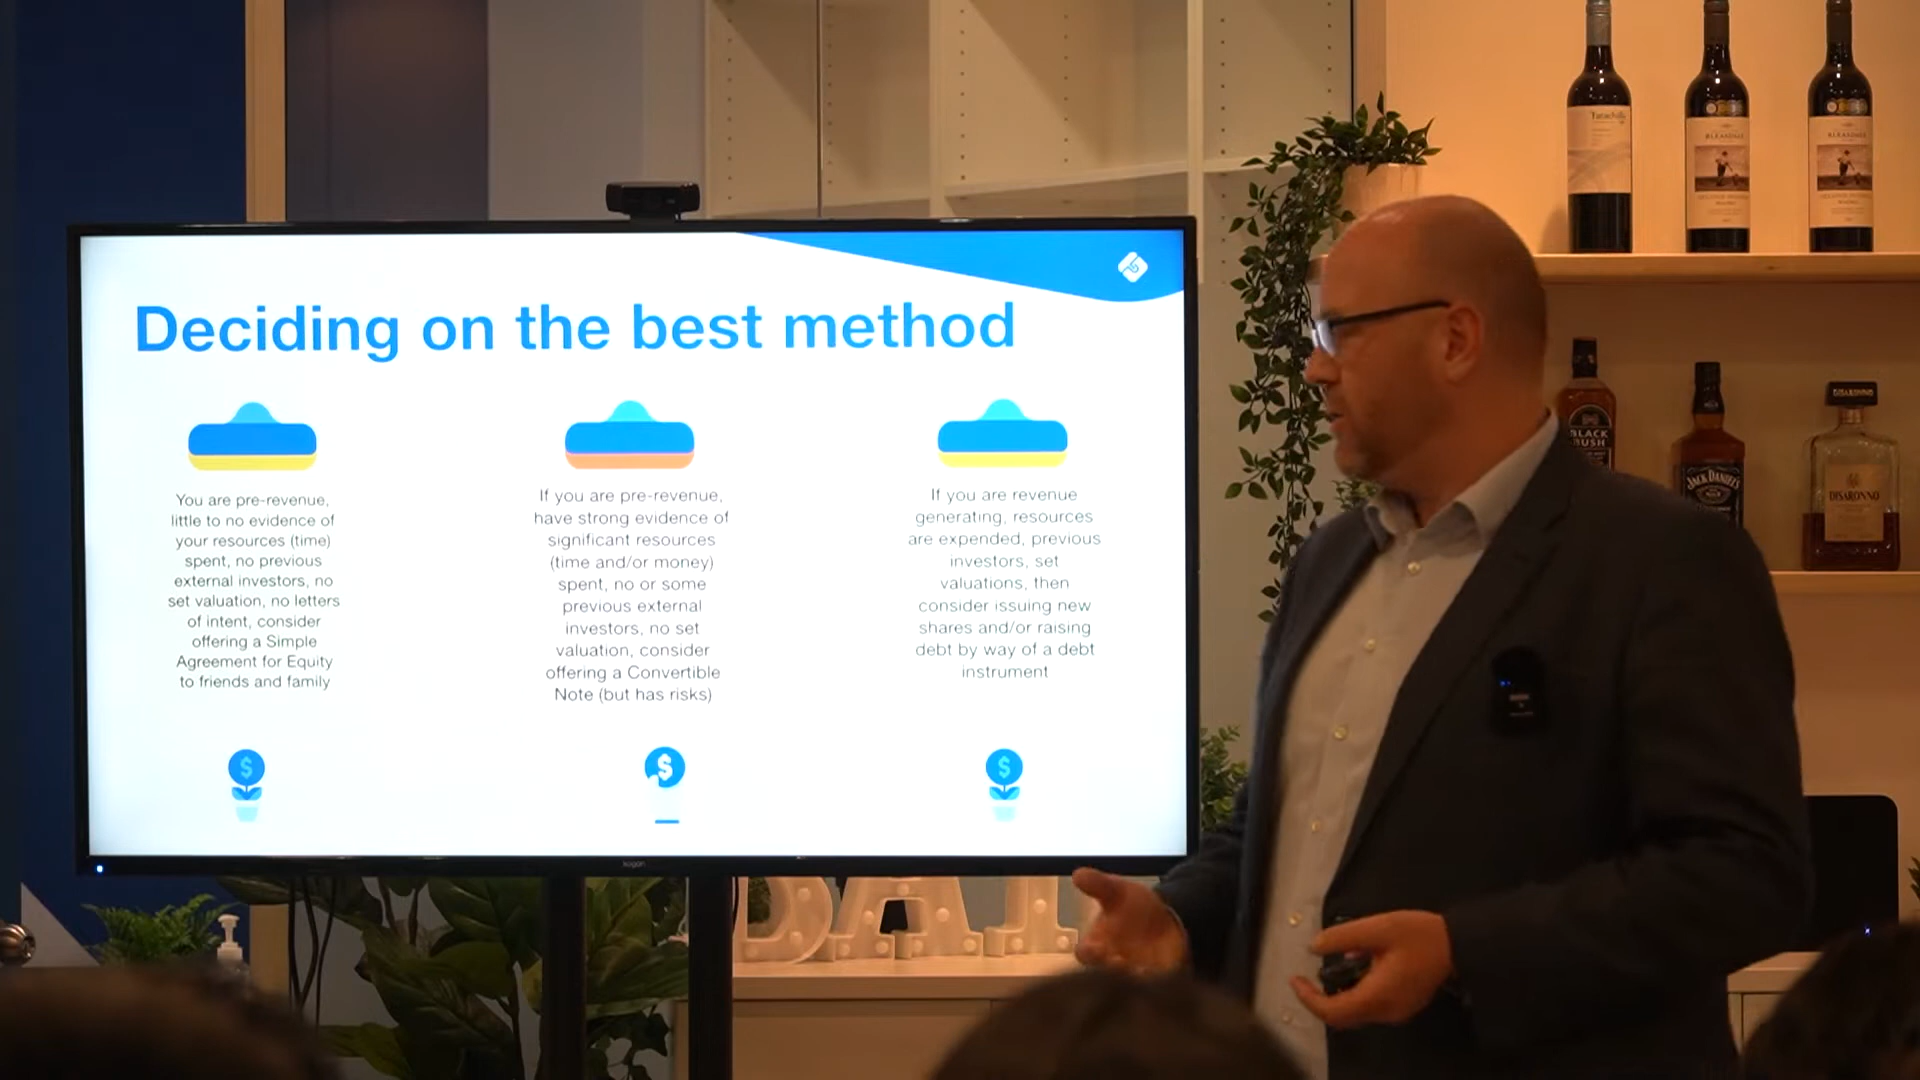 Deciding on the best method
You are pre-revenue,
little to no evidence of
your resources (time)
spent, no previous
external investors, no
set valuation, no letters
of intent, consider
offering a Simple
Agreement for Equity
to friends and family
If you are pre-revenue,
have strong evidence of
significant resources
(time and/or money)
spent, no or some
previous external
investors, no set
valuation, consider
offering a Convertible
Note (but has risks)
If you are revenue
generating, resources
are expended, previous
investors, set
valuations, then
consider issuing new
shares and/or raising
debt by way of a debt
instrument
$
$
$
kogan
Tatachilla
BLEASDALE
BLEASDALE
BLACK
BUSH
JACK DANIEL'S
DISARONNO
DISARONNO